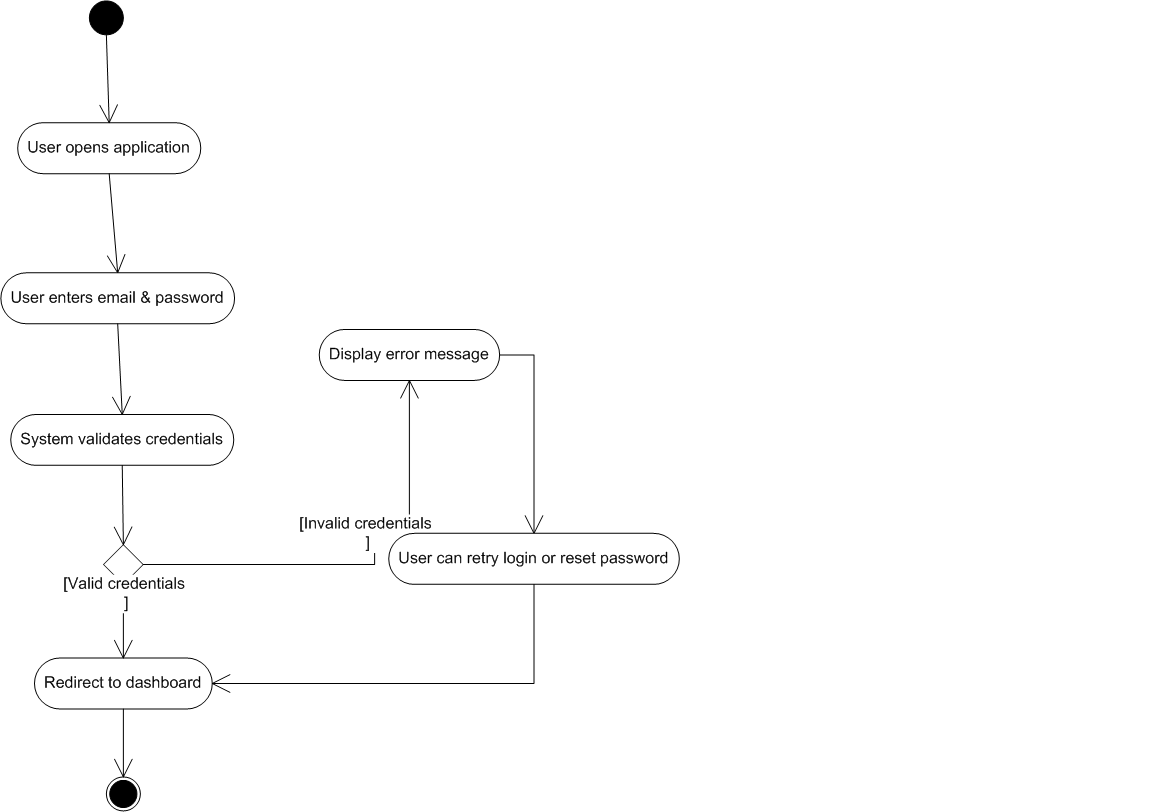 User opens application
User enters email & password
Display error message
System validates credentials
[Invalid credentials
]
User can retry login or reset password
[Valid credentials
]
Redirect to dashboard